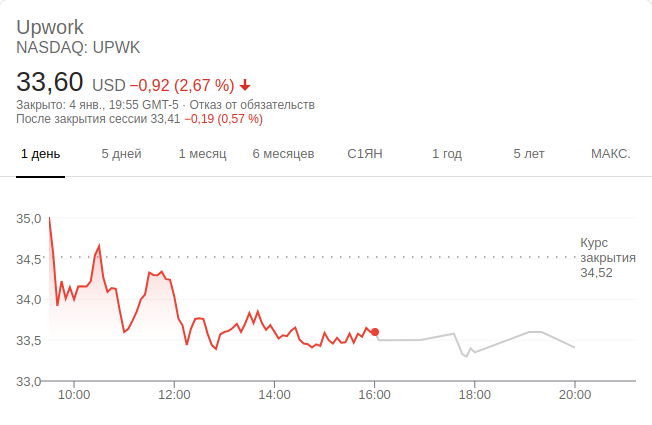 Upwork
NASDAQ: UPWK
33,60 USD −0,92 (2,67 %)
Закрыто: 4 янв., 19:55 GMT-5 · Отказ от обязательств
После закрытия сессии 33,41 −0,19 (0,57 %)
1 день 5 дней 1 месяц 6 месяцев С1ЯН 1 год 5 лет МАКС.
35,0
Курс
закрытия
34,52
34,5
34,0
33,5
33,0
10:00 12:00 14:00 16:00 18:00 20:00